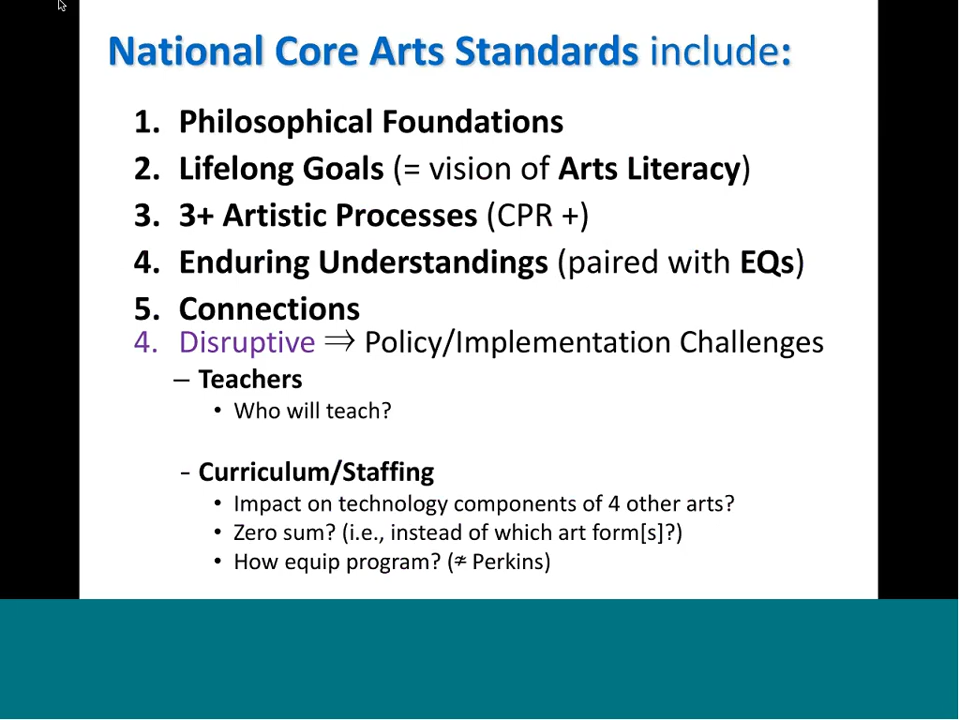 National Core Arts Standards include:
1. Philosophical Foundations
2. Lifelong Goals (= vision of Arts Literacy)
3. 3+ Artistic Processes (CPR +)
4. Enduring Understandings (paired with EQs)
5. Connections
4. Disruptive ⇒ Policy/Implementation Challenges
– Teachers
• Who will teach?
- Curriculum/Staffing
• Impact on technology components of 4 other arts?
• Zero sum? (i.e., instead of which art form[s]?)
• How equip program? (≠ Perkins)